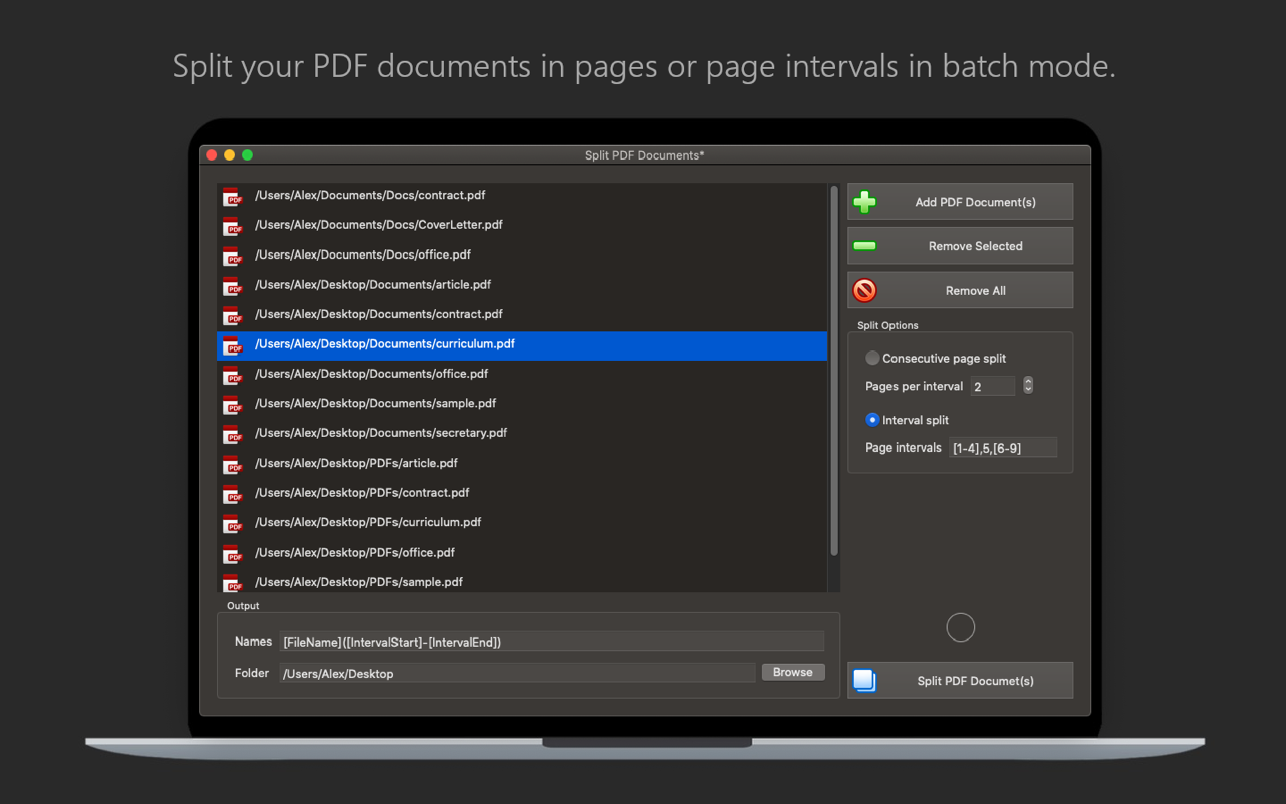 Split your PDF documents in pages or page intervals in batch mode.
Split PDF Documents*
PDF /Users/Alex/Documents/Docs/contract.pdf
PDF /Users/Alex/Documents/Docs/CoverLetter.pdf
PDF /Users/Alex/Documents/Docs/office.pdf
PDF /Users/Alex/Desktop/Documents/article.pdf
PDF /Users/Alex/Desktop/Documents/contract.pdf
PDF /Users/Alex/Desktop/Documents/curriculum.pdf
PDF /Users/Alex/Desktop/Documents/office.pdf
PDF /Users/Alex/Desktop/Documents/sample.pdf
PDF /Users/Alex/Desktop/Documents/secretary.pdf
PDF /Users/Alex/Desktop/PDFs/article.pdf
PDF /Users/Alex/Desktop/PDFs/contract.pdf
PDF /Users/Alex/Desktop/PDFs/curriculum.pdf
PDF /Users/Alex/Desktop/PDFs/office.pdf
PDF /Users/Alex/Desktop/PDFs/sample.pdf
Output
Names [FileName]([IntervalStart]-[IntervalEnd])
Folder /Users/Alex/Desktop Browse
Add PDF Document(s)
Remove Selected
Remove All
Split Options
Consecutive page split
Pages per interval 2
Interval split
Page intervals [1-4],5,[6-9]
Split PDF Documet(s)